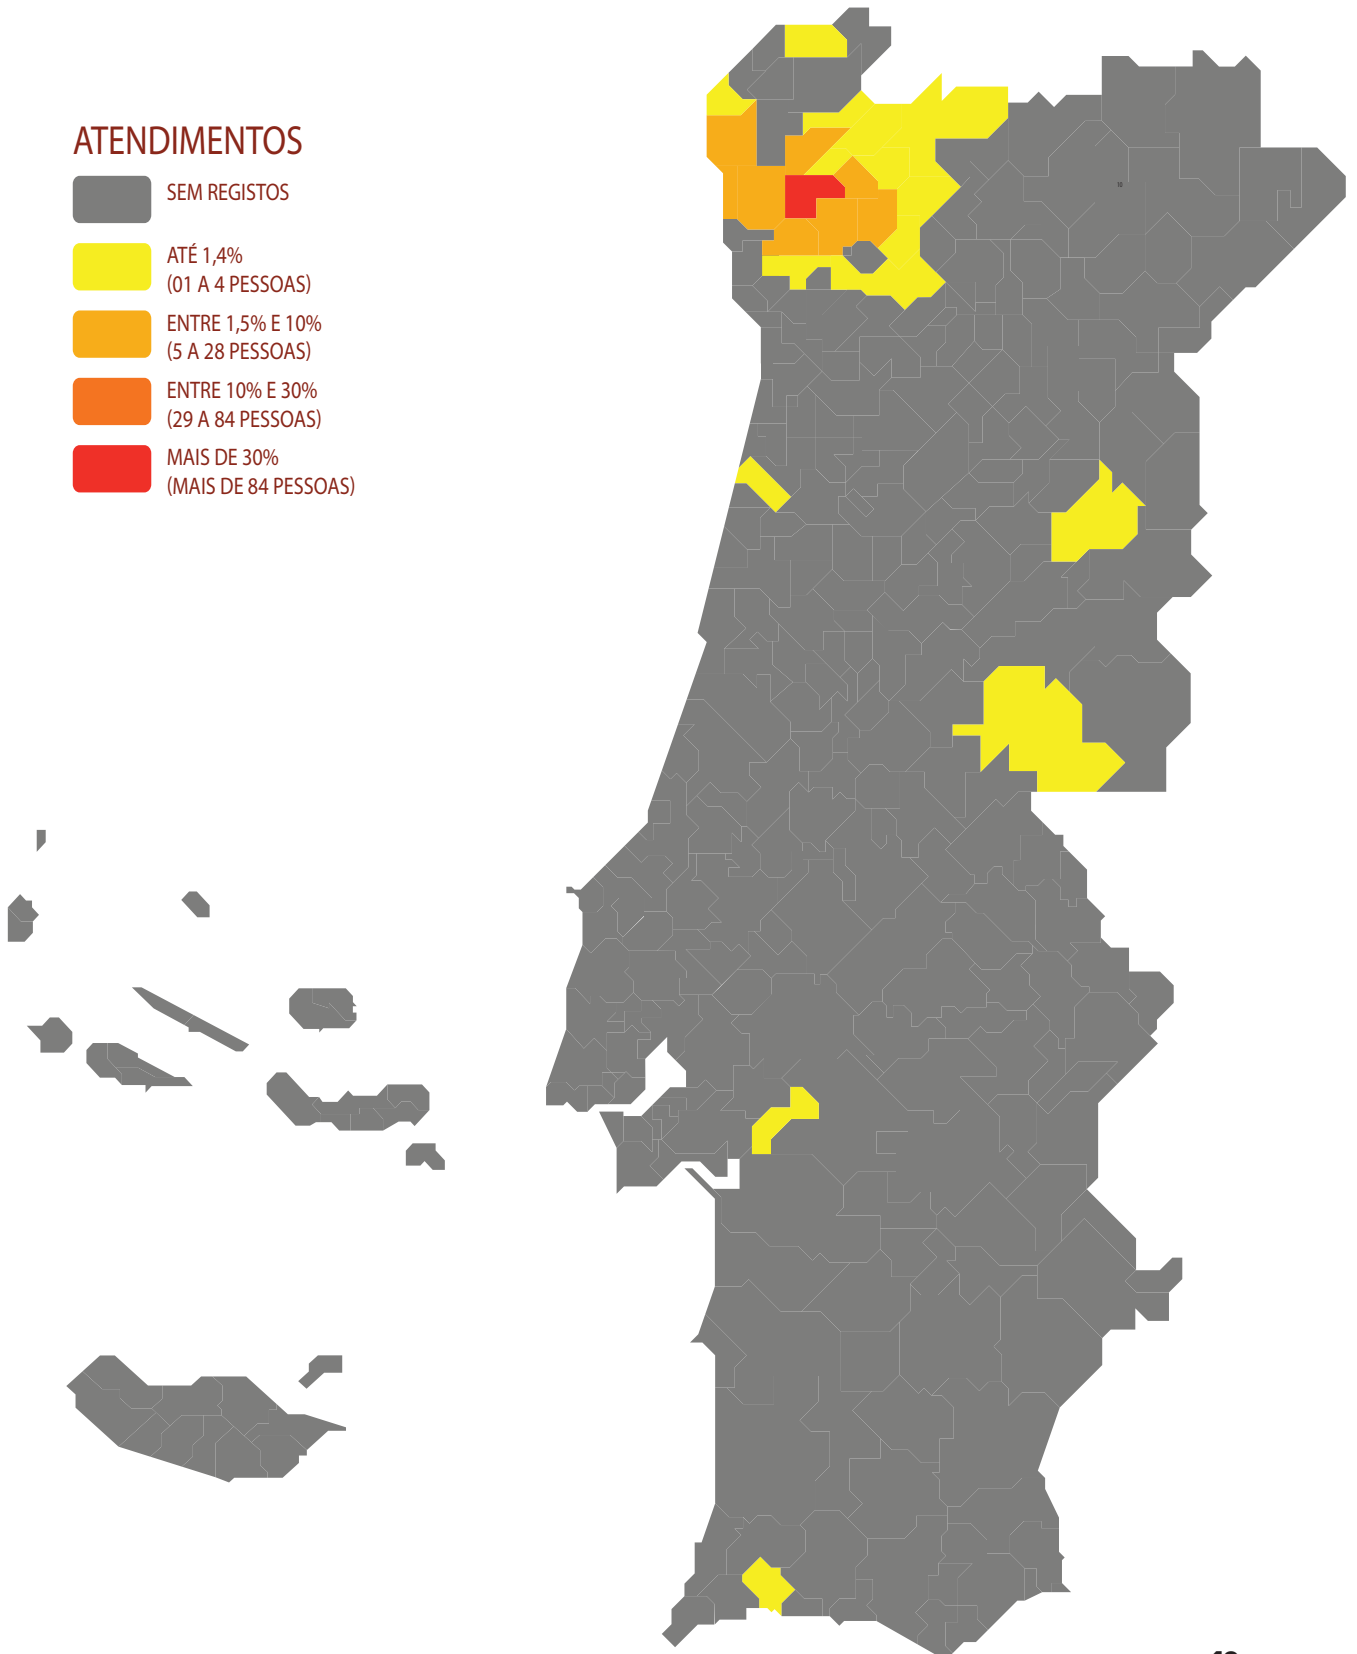 ATENDIMENTOS
SEM REGISTOS
ATÉ 1,4%
(01 A 4 PESSOAS)
ENTRE 1,5% E 10%
(5 A 28 PESSOAS)
ENTRE 10% E 30%
(29 A 84 PESSOAS)
MAIS DE 30%
(MAIS DE 84 PESSOAS)
10